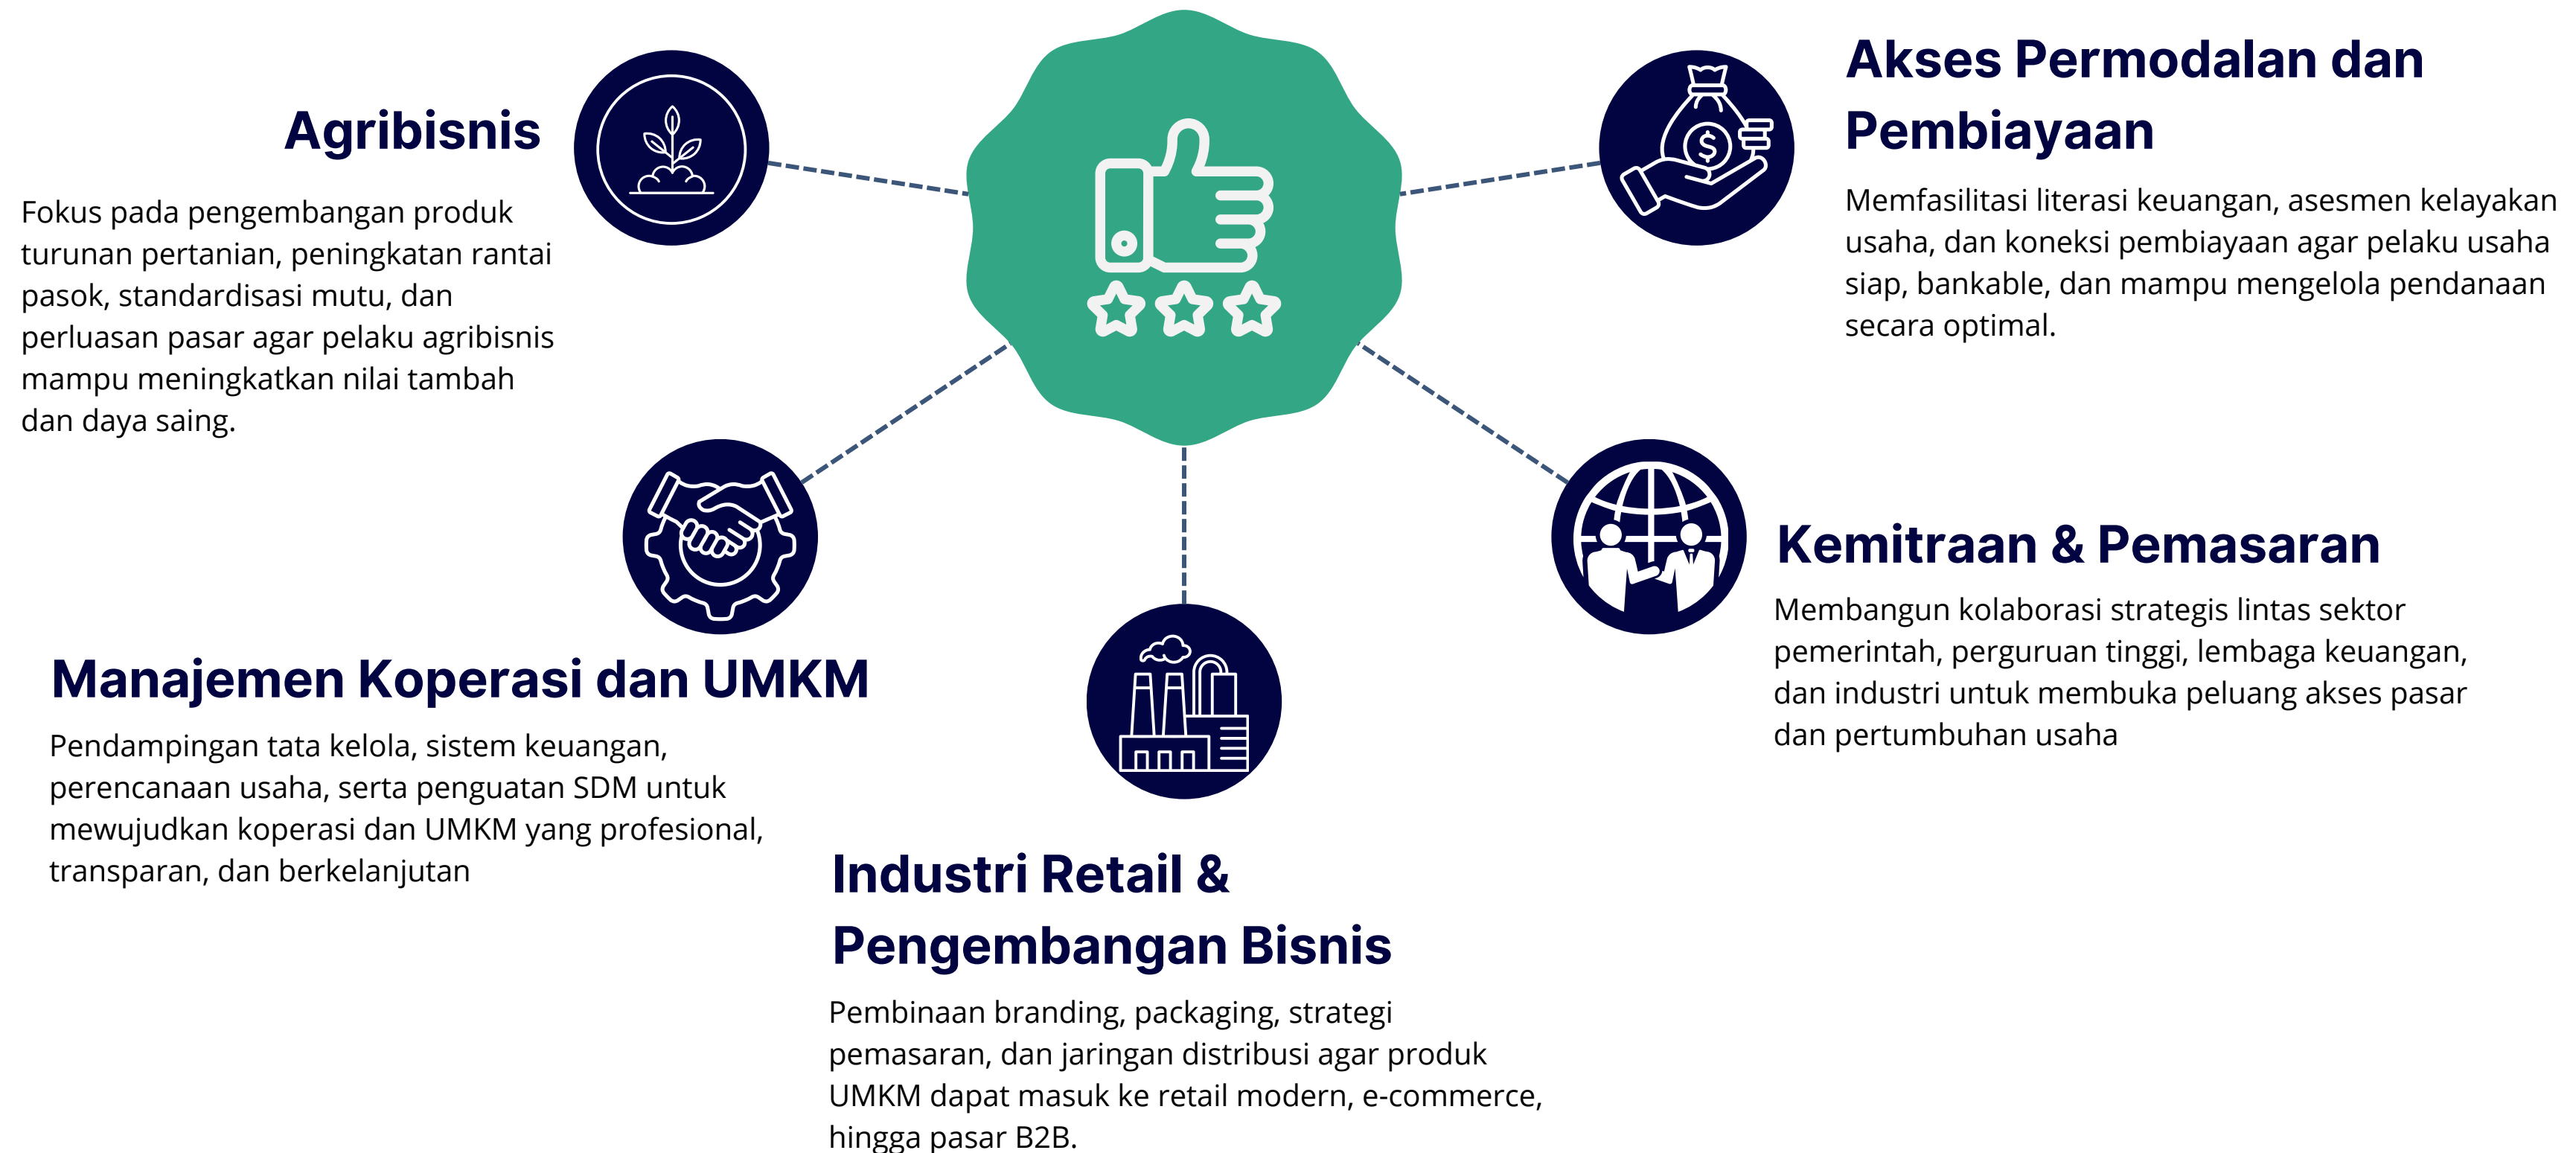 Agribisnis
Fokus pada pengembangan produk
turunan pertanian, peningkatan rantai
pasok, standardisasi mutu, dan
perluasan pasar agar pelaku agribisnis
mampu meningkatkan nilai tambah
dan daya saing.
Manajemen Koperasi dan UMKM
Pendampingan tata kelola, sistem keuangan,
perencanaan usaha, serta penguatan SDM untuk
mewujudkan koperasi dan UMKM yang profesional,
transparan, dan berkelanjutan
Industri Retail &
Pengembangan Bisnis
Pembinaan branding, packaging, strategi
pemasaran, dan jaringan distribusi agar produk
UMKM dapat masuk ke retail modern, e-commerce,
hingga pasar B2B.
Akses Permodalan dan
Pembiayaan
Memfasilitasi literasi keuangan, asesmen kelayakan
usaha, dan koneksi pembiayaan agar pelaku usaha
siap, bankable, dan mampu mengelola pendanaan
secara optimal.
Kemitraan & Pemasaran
Membangun kolaborasi strategis lintas sektor
pemerintah, perguruan tinggi, lembaga keuangan,
dan industri untuk membuka peluang akses pasar
dan pertumbuhan usaha
$